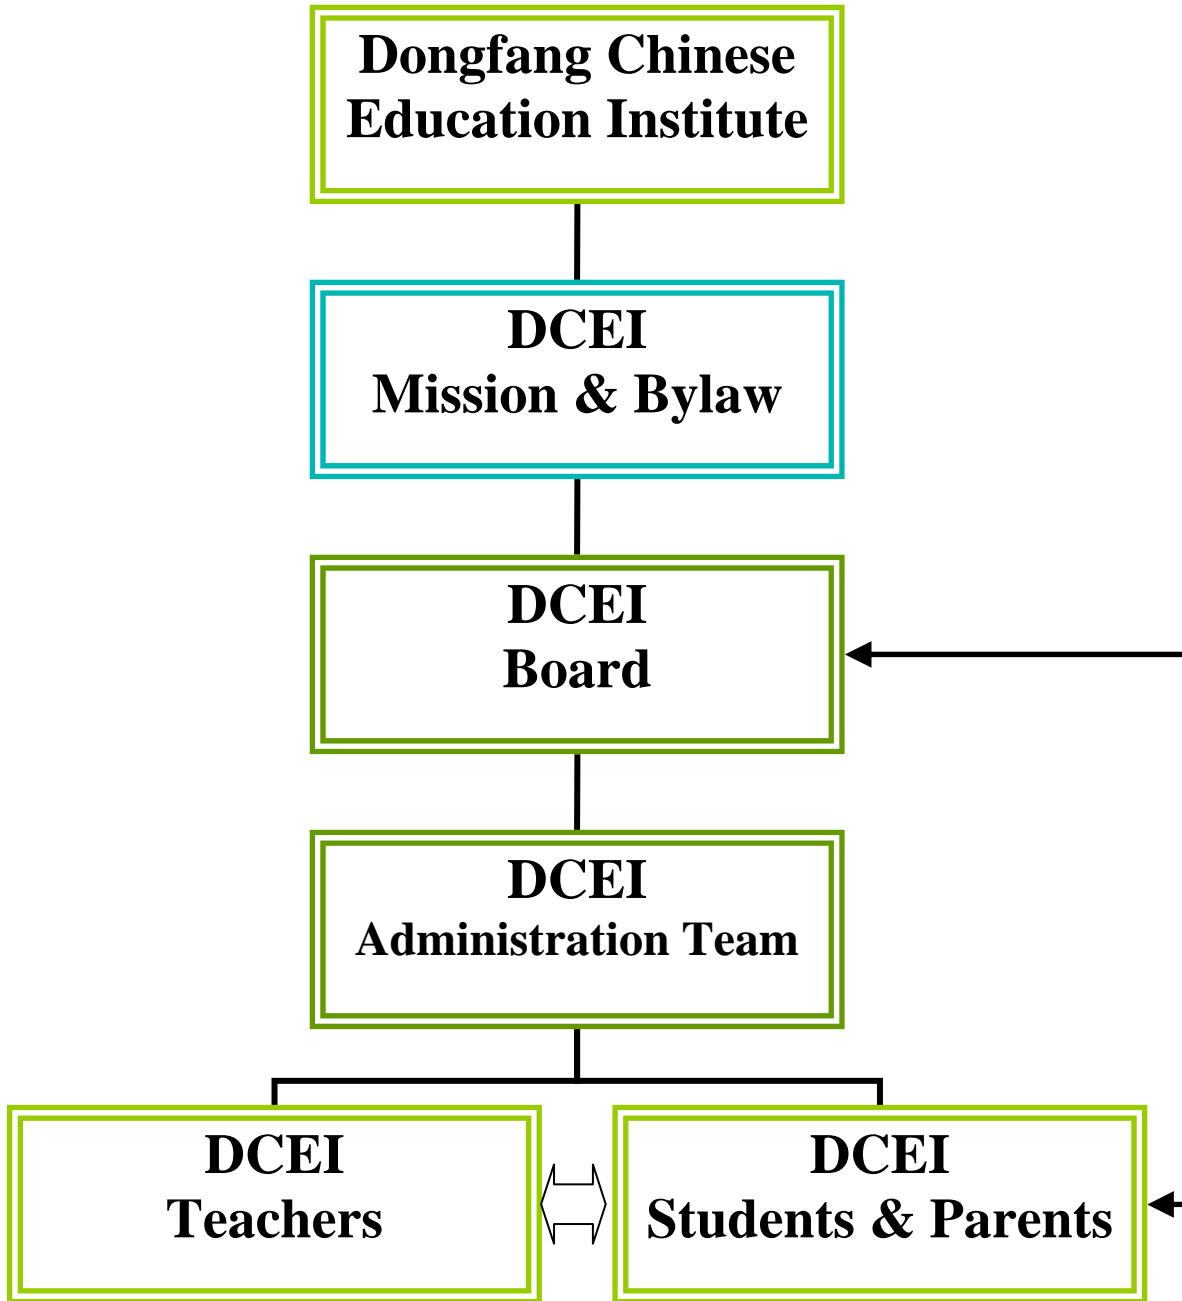 Dongfang Chinese
Education Institute
DCEI
Mission & Bylaw
DCEI
Board
DCEI
Administration Team
DCEI
Teachers
DCEI
Students & Parents